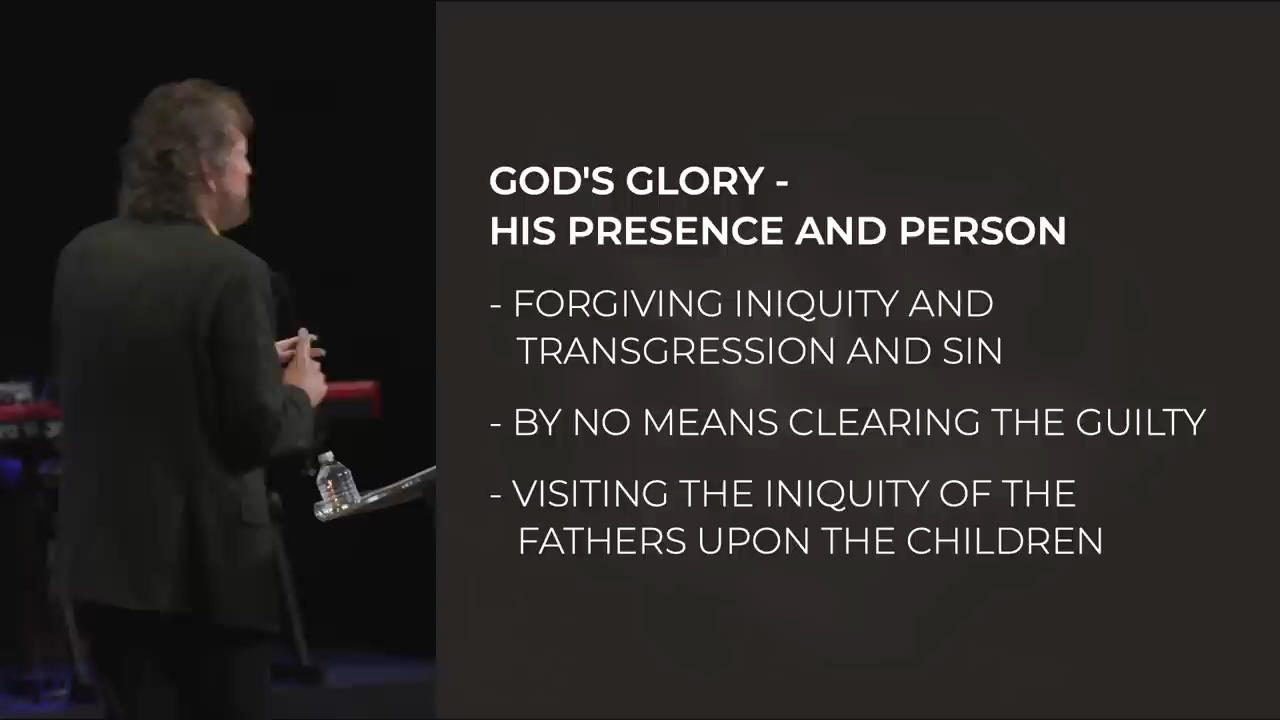 GOD'S GLORY -
HIS PRESENCE AND PERSON
- FORGIVING INIQUITY AND
TRANSGRESSION AND SIN
- BY NO MEANS CLEARING THE GUILTY
- VISITING THE INIQUITY OF THE
FATHERS UPON THE CHILDREN